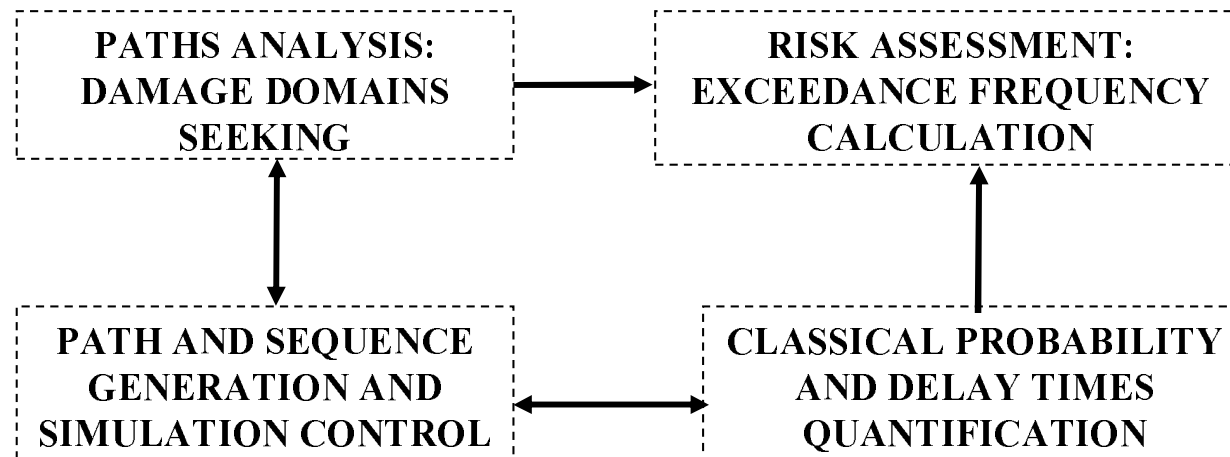 PATHS ANALYSIS:
DAMAGE DOMAINS
SEEKING
RISK ASSESSMENT:
EXCEEDANCE FREQUENCY
CALCULATION
PATH AND SEQUENCE
GENERATION AND
SIMULATION CONTROL
CLASSICAL PROBABILITY
AND DELAY TIMES
QUANTIFICATION